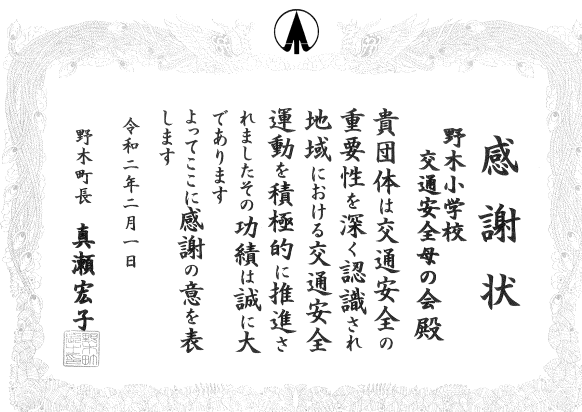 感謝状
野木小学校
交通安全母の会 殿
貴団体は交通安全の
重要性を深く認識され
地域における交通安全
運動を積極的に推進さ
れましたその功績は誠に大
であります
よってここに感謝の意を表
します
令和二年二月一日
野木町長 真瀬宏子